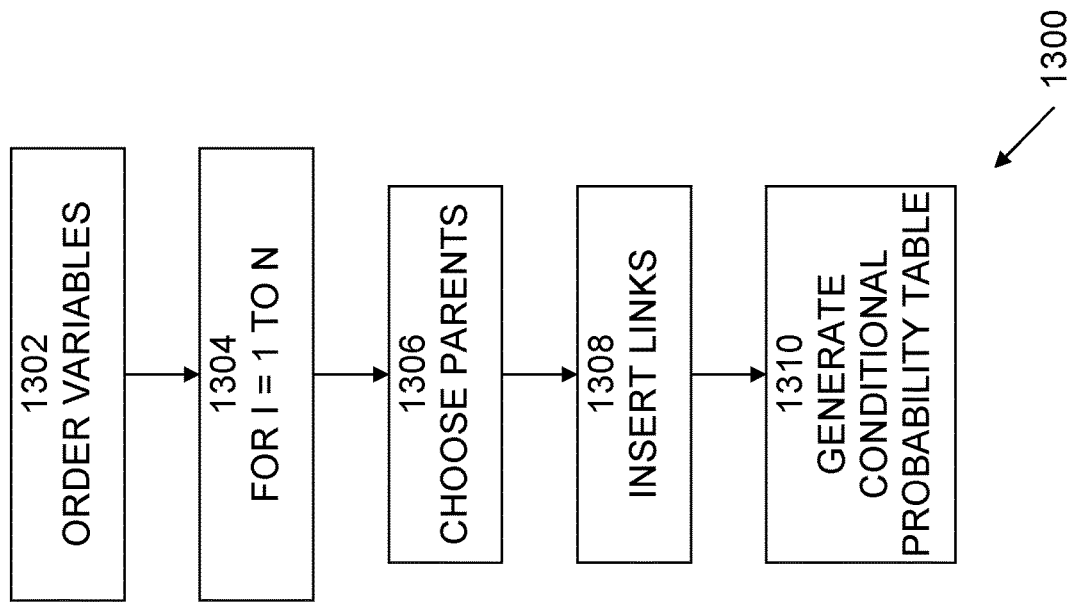 1302
ORDER VARIABLES
1304
FOR I = 1 TO N
1306
CHOOSE PARENTS
1308
INSERT LINKS
1310
GENERATE
CONDITIONAL
PROBABILITY TABLE
1300